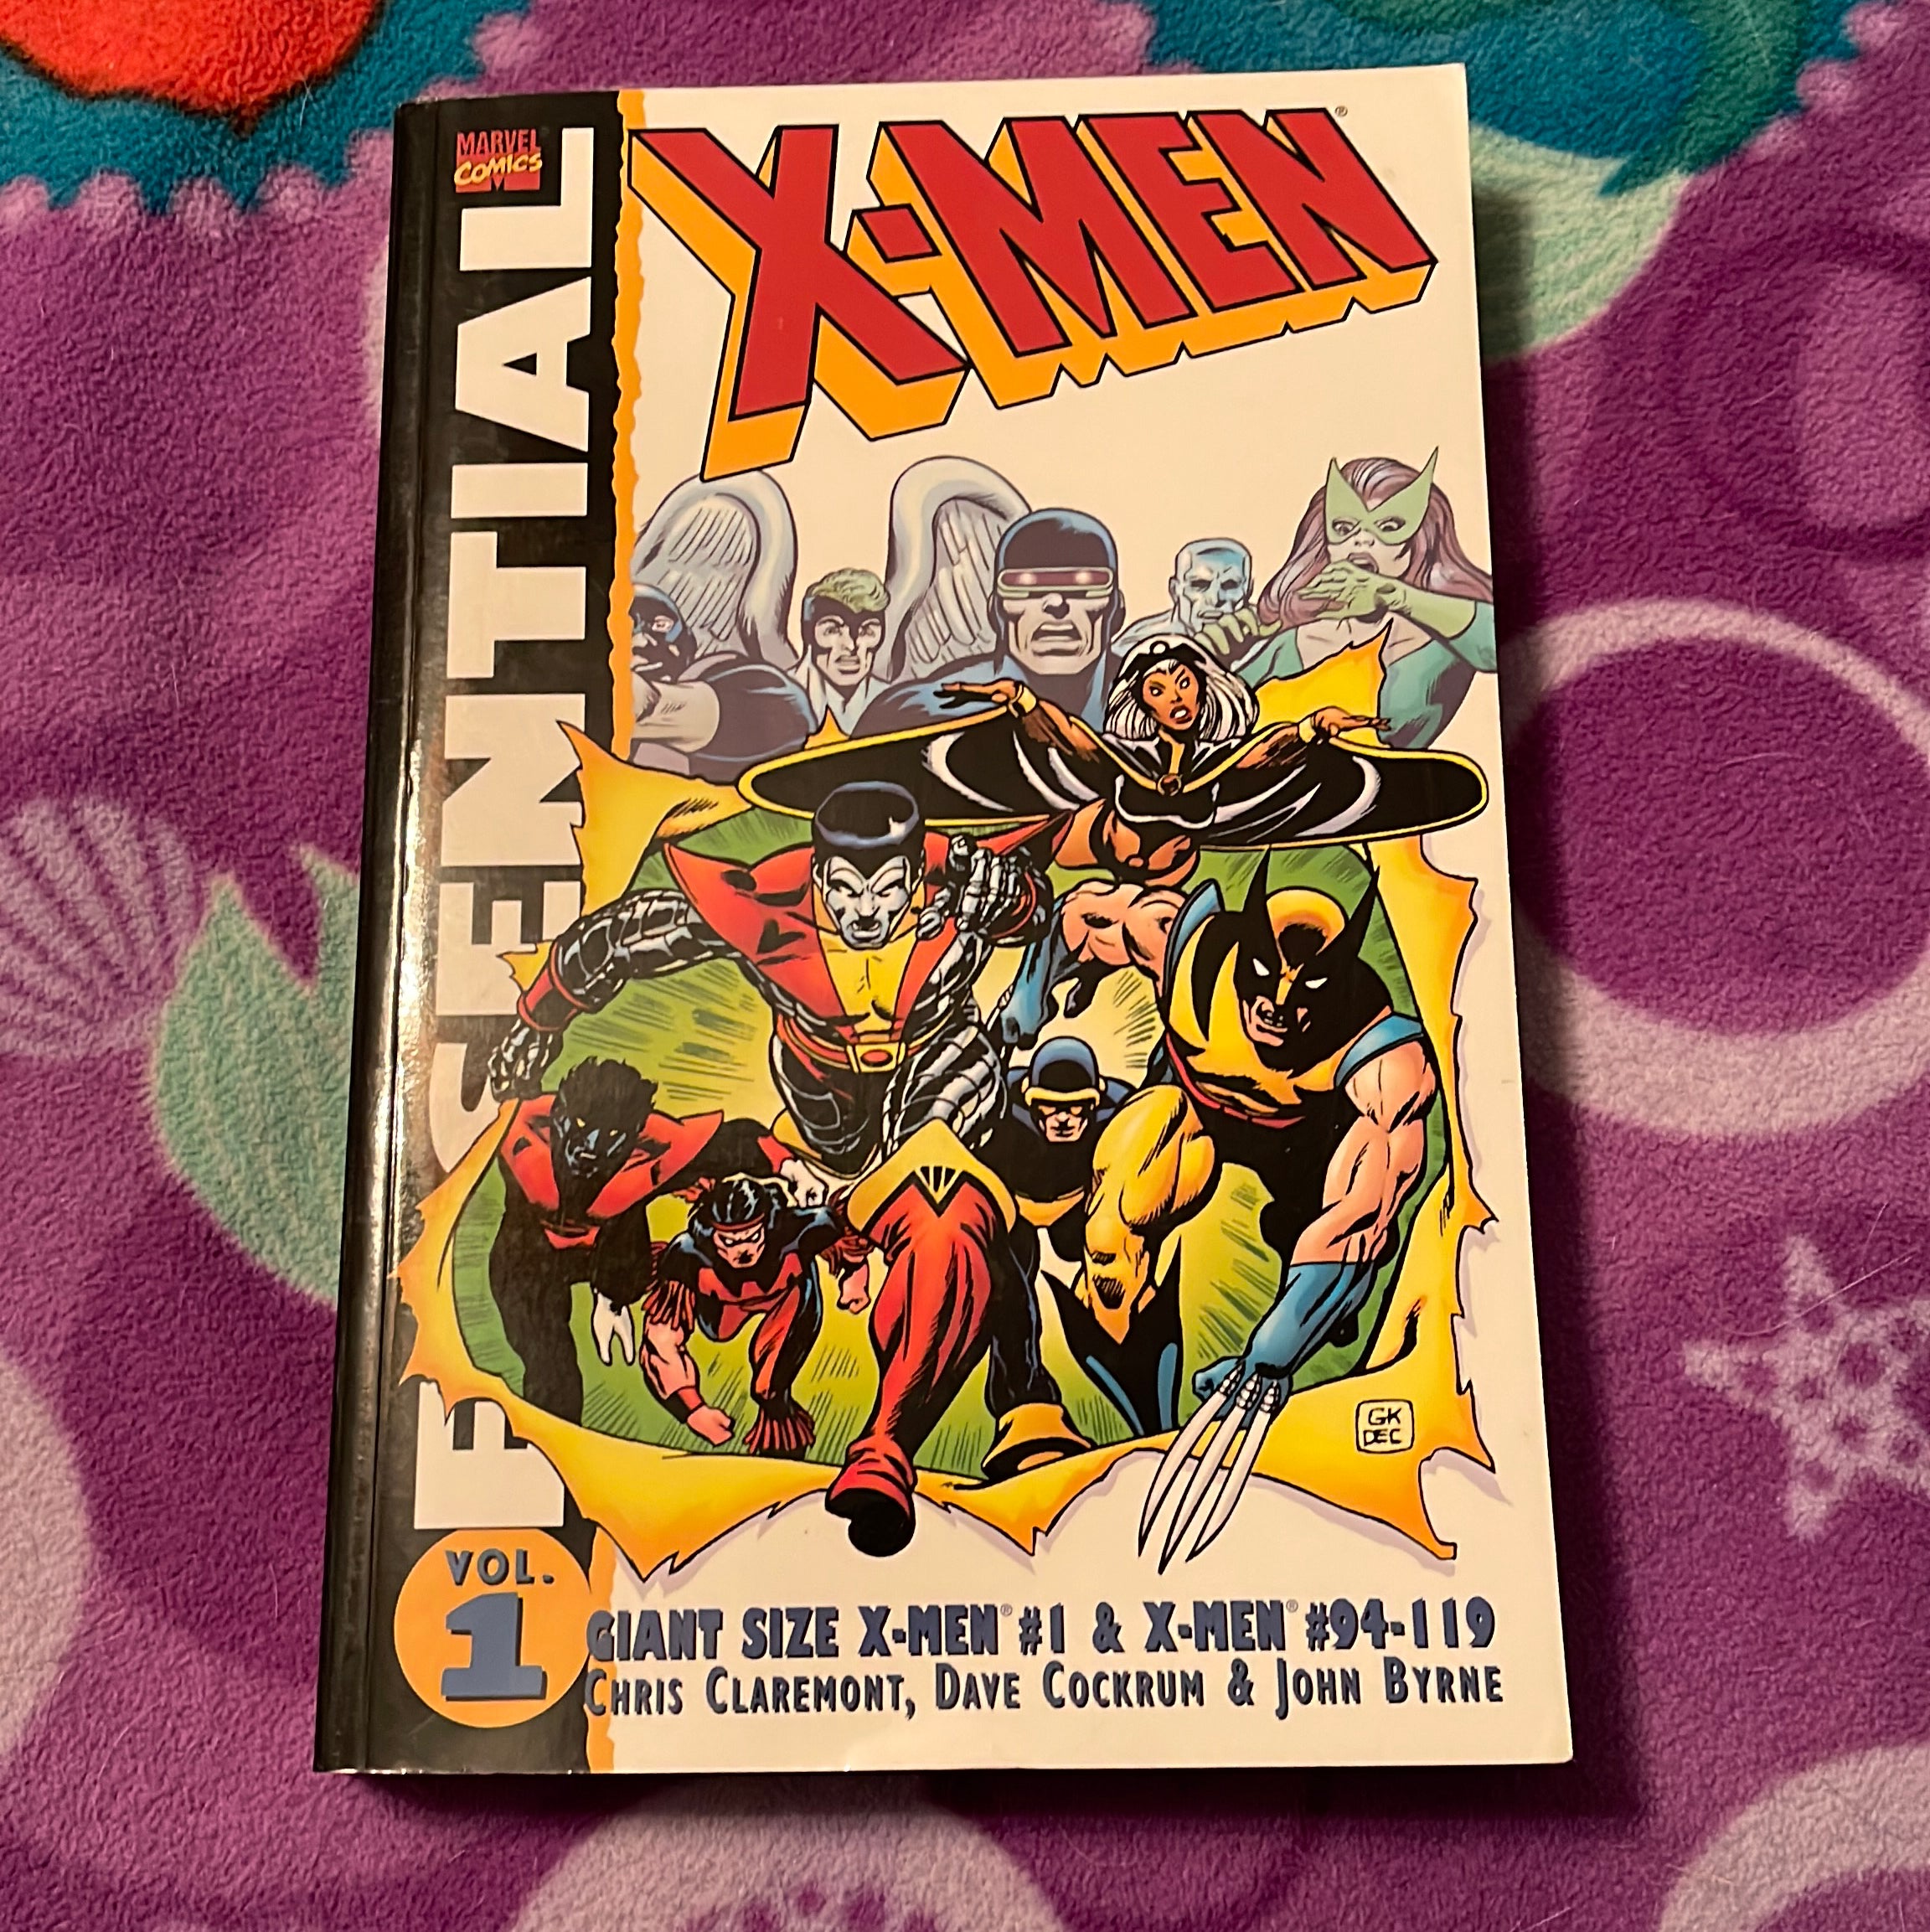 MARVEL
COMICS
X-MEN®
ESSENTIAL
GK
DEC
VOL.
1
GIANT SIZE X-MEN® #1 & X-MEN® #94-119
CHRIS CLAREMONT, DAVE COCKRUM & JOHN BYRNE